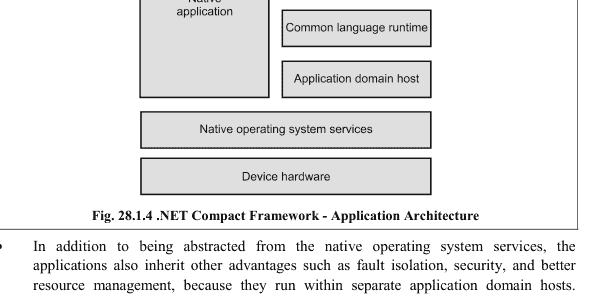 application
Common language runtime
Application domain host
Native operating system services
Device hardware
Fig. 28.1.4 .NET Compact Framework - Application Architecture
• In addition to being abstracted from the native operating system services, the
applications also inherit other advantages such as fault isolation, security, and better
resource management, because they run within separate application domain hosts.